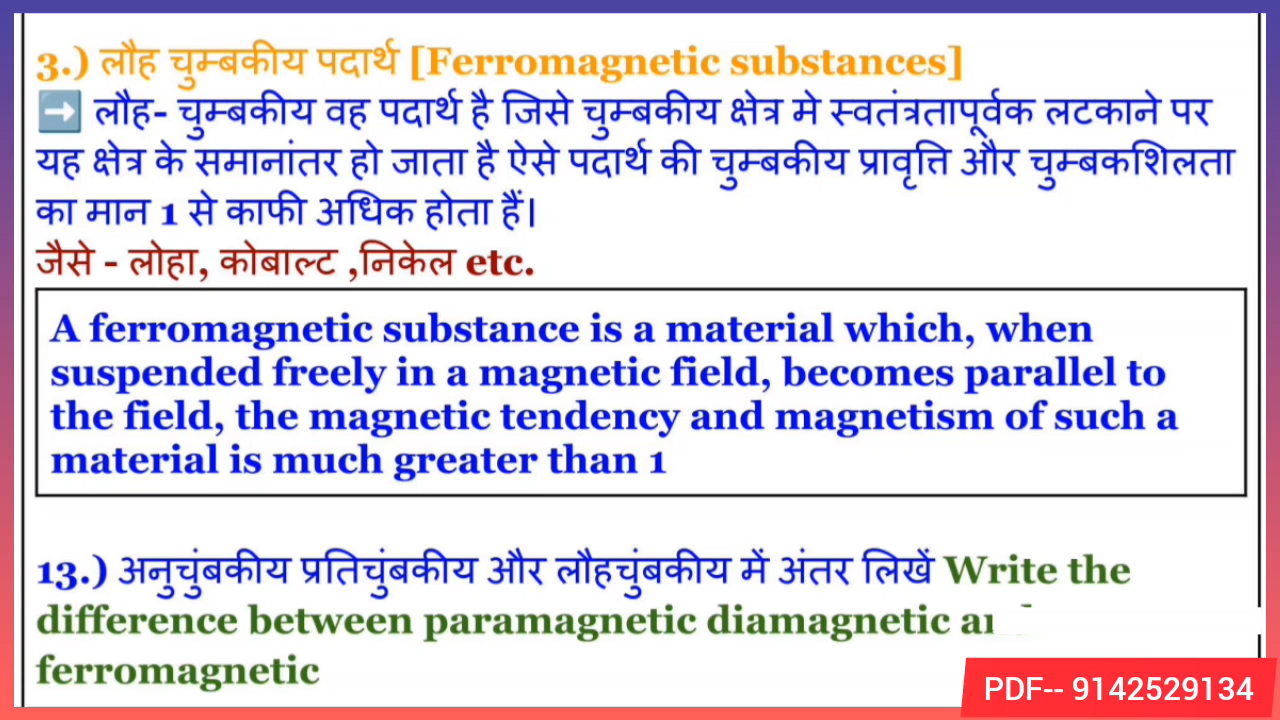 3.) लौह चुम्बकीय पदार्थ [Ferromagnetic substances]
➡️ लौह- चुम्बकीय वह पदार्थ है जिसे चुम्बकीय क्षेत्र मे स्वतंत्रतापूर्वक लटकाने पर
यह क्षेत्र के समानांतर हो जाता है ऐसे पदार्थ की चुम्बकीय प्रावृत्ति और चुम्बकशिलता
का मान 1 से काफी अधिक होता हैं।
जैसे - लोहा, कोबाल्ट ,निकेल etc.
A ferromagnetic substance is a material which, when
suspended freely in a magnetic field, becomes parallel to
the field, the magnetic tendency and magnetism of such a
material is much greater than 1
13.) अनुचुंबकीय प्रतिचुंबकीय और लौहचुंबकीय में अंतर लिखें Write the
difference between paramagnetic diamagnetic
ferromagnetic
PDF-- 9142529134